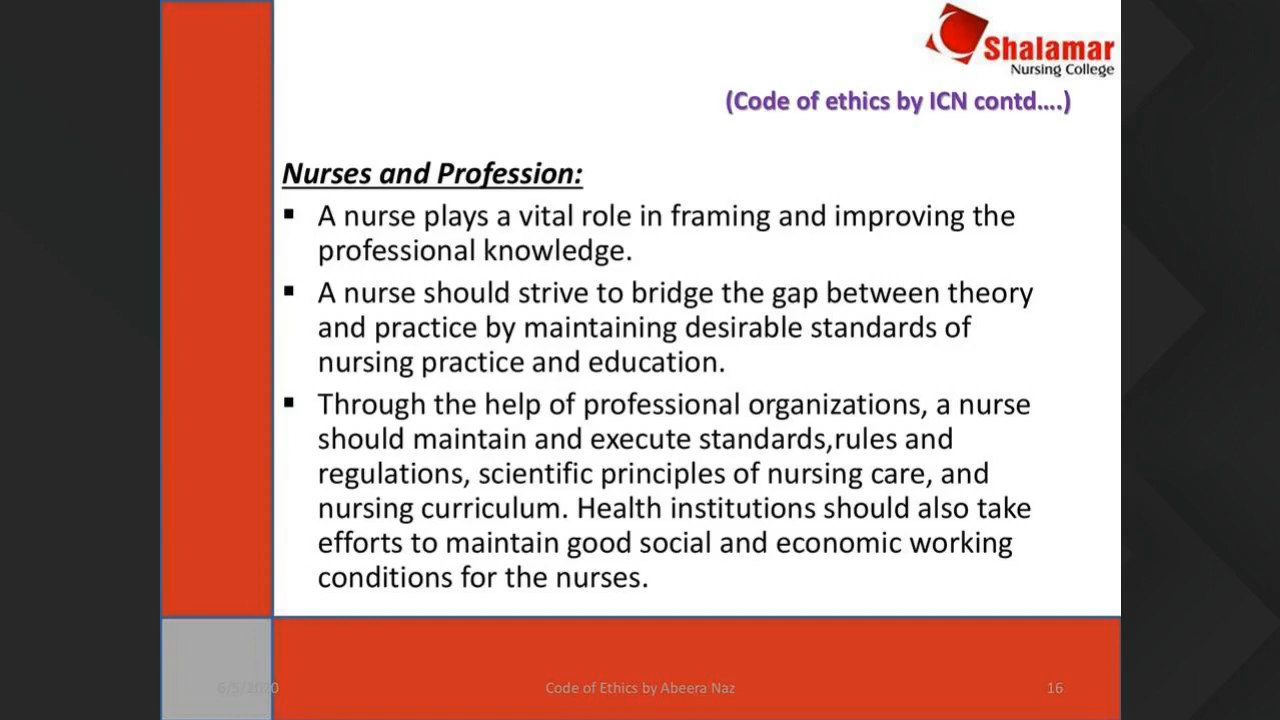 Shalamar
Nursing College
(Code of ethics by ICN contd....)
Nurses and Profession:
▪ A nurse plays a vital role in framing and improving the
professional knowledge.
▪ A nurse should strive to bridge the gap between theory
and practice by maintaining desirable standards of
nursing practice and education.
▪ Through the help of professional organizations, a nurse
should maintain and execute standards,rules and
regulations, scientific principles of nursing care, and
nursing curriculum. Health institutions should also take
efforts to maintain good social and economic working
conditions for the nurses.
Code of Ethics by Abeera Naz
16